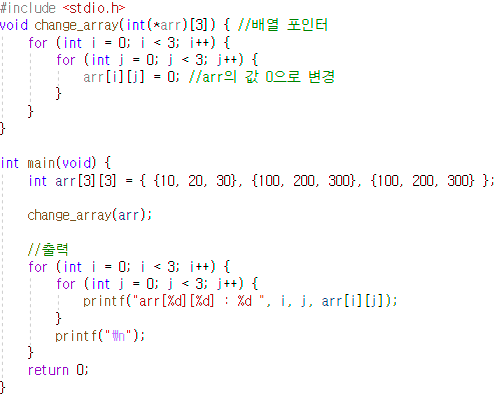 #include <stdio.h>
void change_array(int(*arr)[3]) { //배열 포인터
for (int i = 0; i < 3; i++) {
for (int j = 0; j < 3; j++) {
arr[i][j] = 0; //arr의 값 0으로 변경
}
}
}
int main(void) {
int arr[3][3] = { {10, 20, 30}, {100, 200, 300}, {100, 200, 300} };
change_array(arr);
//출력
for (int i = 0; i < 3; i++) {
for (int j = 0; j < 3; j++) {
printf("arr[%d][%d] : %d ", i, j, arr[i][j]);
}
printf("₩n");
}
return 0;
}